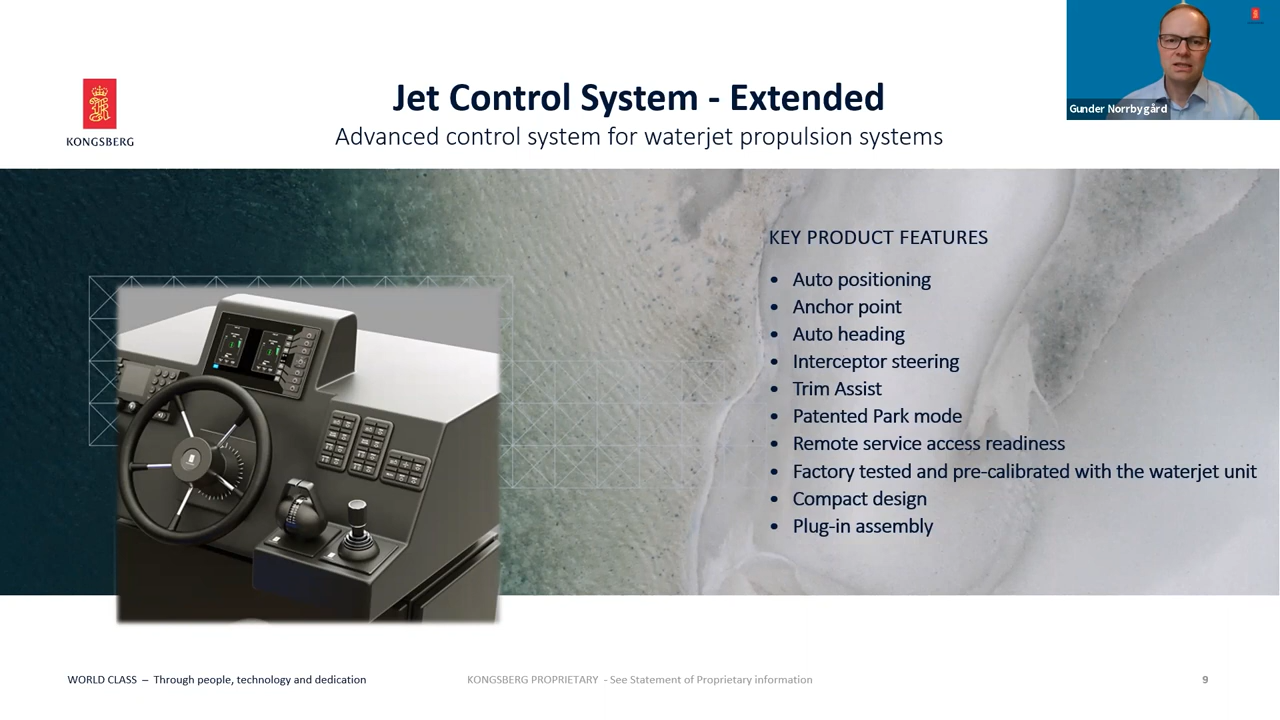 Jet Control System - Extended
Advanced control system for waterjet propulsion systems
KONGSBERG
Gunder Norrbygård
KEY PRODUCT FEATURES
• Auto positioning
• Anchor point
• Auto heading
• Interceptor steering
• Trim Assist
• Patented Park mode
• Remote service access readiness
• Factory tested and pre-calibrated with the waterjet unit
• Compact design
• Plug-in assembly
WORLD CLASS – Through people, technology and dedication
KONGSBERG PROPRIETARY - See Statement of Proprietary information
9